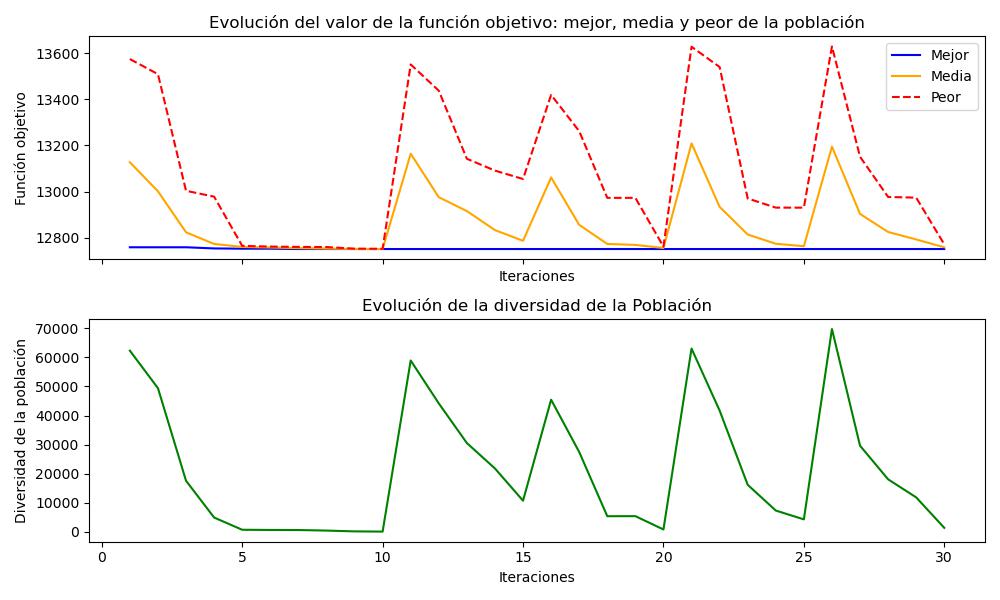 Evolución del valor de la función objetivo: mejor, media y peor de la población
Función objetivo
13600
13400
13200
13000
12800
Mejor
Media
Peor
Iteraciones
Evolución de la diversidad de la Población
Diversidad de la población
70000
60000
50000
40000
30000
20000
10000
0
0 5 10 15 20 25 30
Iteraciones